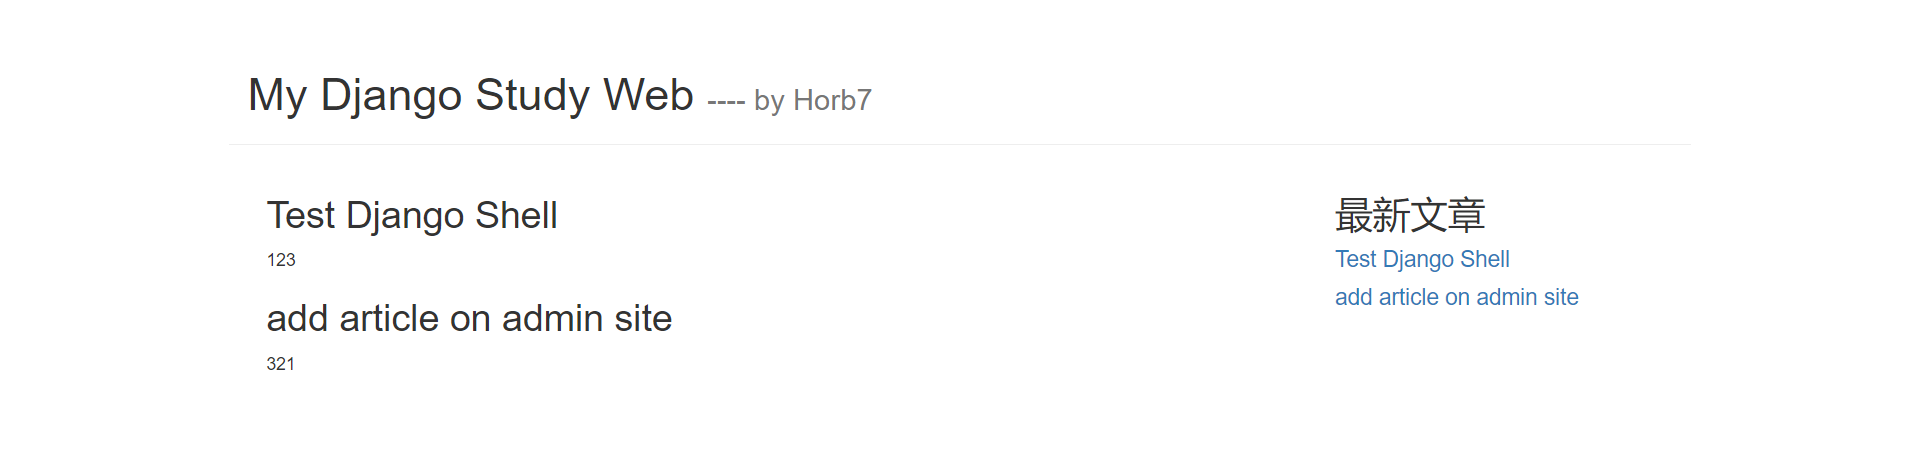 My Django Study Web ---- by Horb7
Test Django Shell
123
add article on admin site
321
最新文章
Test Django Shell
add article on admin site